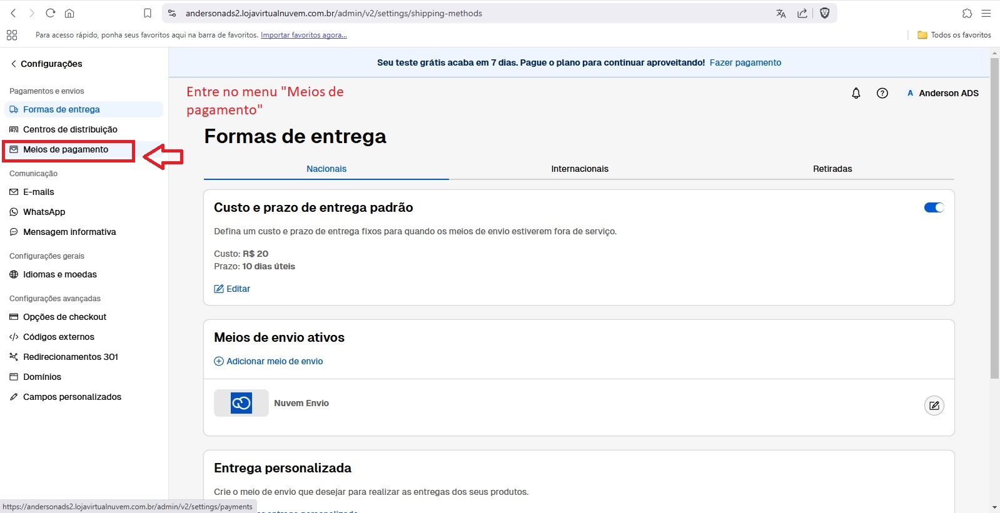 andersonads2.lojavirtualnuvem.com.br/admin/v2/settings/shipping-methods
Para acesso rápido, ponha seus favoritos aqui na barra de favoritos. Importar favoritos agora...
Todos os favoritos
Configurações
Seu teste grátis acaba em 7 dias. Pague o plano para continuar aproveitando! Fazer pagamento
Pagamentos e envios
Formas de entrega
Centros de distribuição
Meios de pagamento
Comunicação
E-mails
WhatsApp
Mensagem informativa
Configurações gerais
Idiomas e moedas
Configurações avançadas
Opções de checkout
Códigos externos
Redirecionamentos 301
Domínios
Campos personalizados
Entre no menu "Meios de
pagamento"
A Anderson ADS
Formas de entrega
Nacionais
Internacionais
Retiradas
Custo e prazo de entrega padrão
Defina um custo e prazo de entrega fixos para quando os meios de envio estiverem fora de serviço.
Custo: R$ 20
Prazo: 10 dias úteis
Editar
Meios de envio ativos
Adicionar meio de envio
Nuvem Envio
Entrega personalizada
Crie o meio de envio que desejar para realizar as entregas dos seus produtos.
entrega personalizada
https://andersonads2.lojavirtualnuvem.com.br/admin/v2/settings/payments